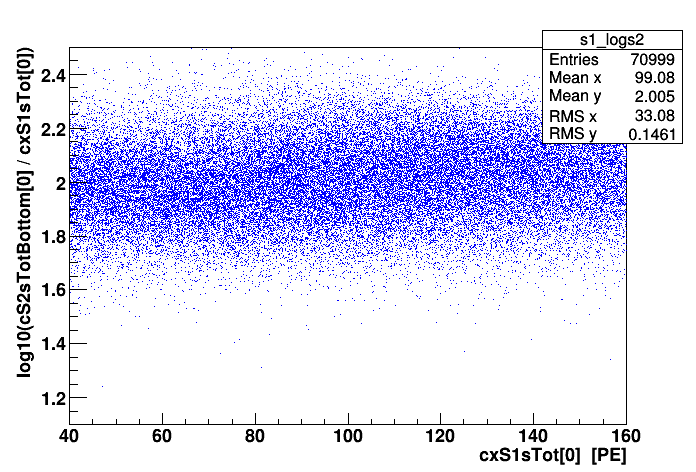 s1_logs2
Entries 70999
Mean x 99.08
Mean y 2.005
RMS x 33.08
RMS y 0.1461
log10(cS2sTotBottom[0] / cxS1sTot[0])
2.4
2.2
2
1.8
1.6
1.4
1.2
40 60 80 100 120 140 160
cxS1sTot[0] [PE]